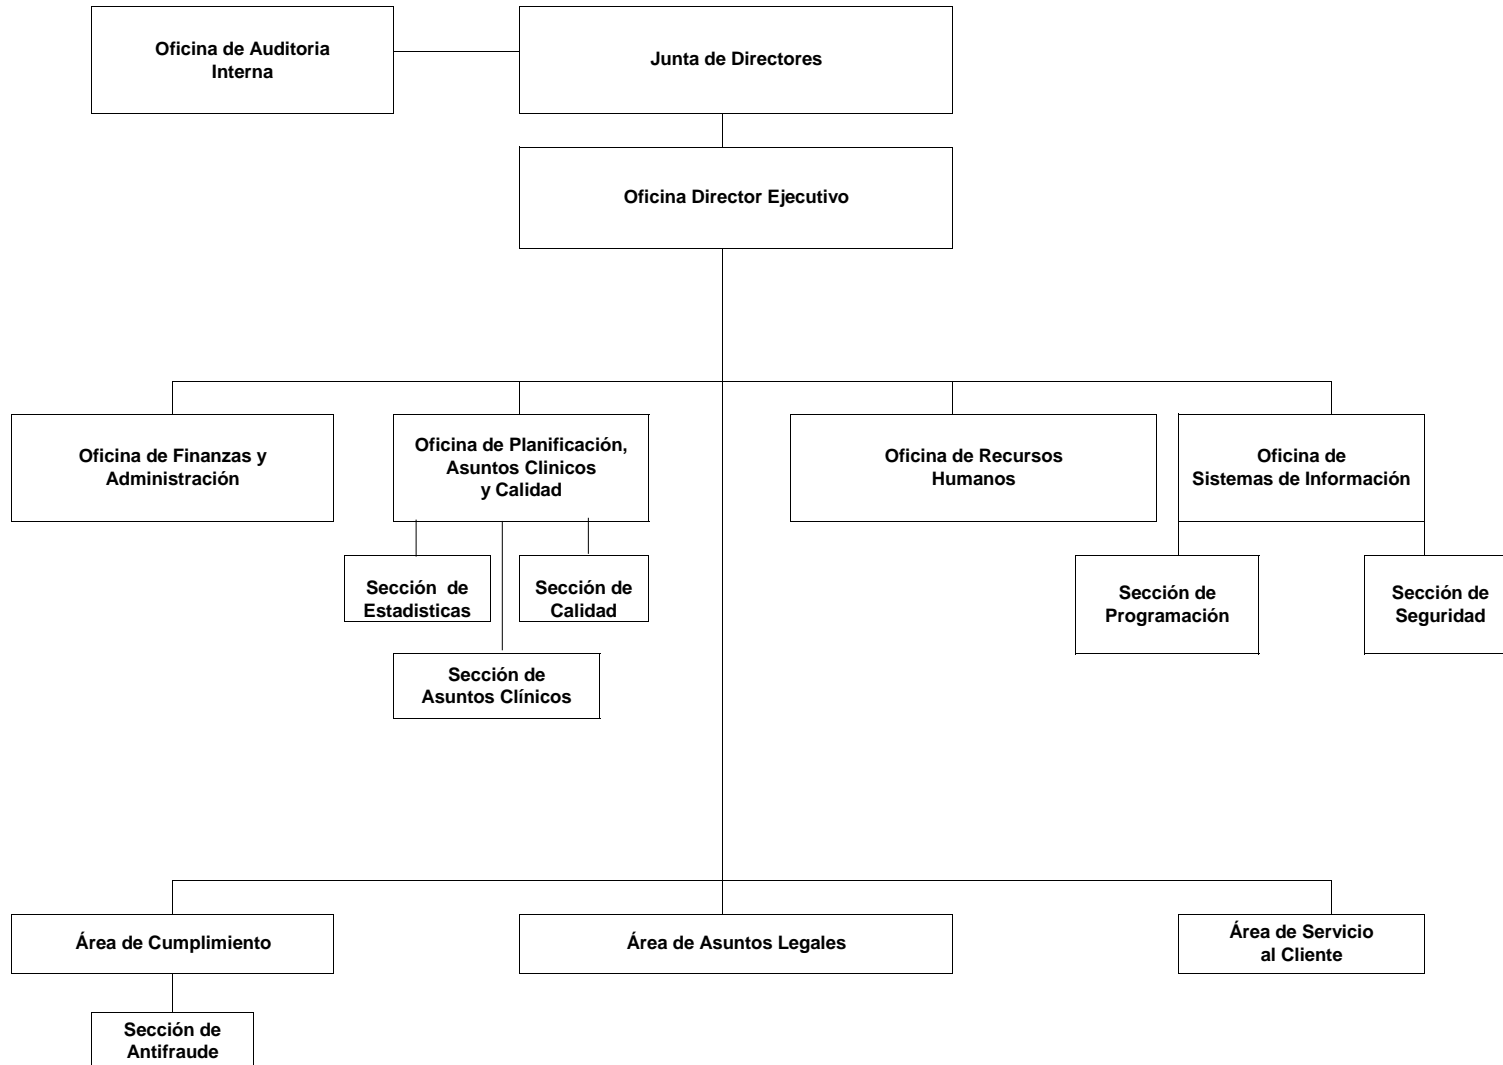 Oficina de Auditoria
Interna
Junta de Directores
Oficina Director Ejecutivo
Oficina de Finanzas y
Administración
Oficina de Planificación,
Asuntos Clinicos
y Calidad
Oficina de Recursos
Humanos
Oficina de
Sistemas de Información
Sección de
Estadisticas
Sección de
Calidad
Sección de
Programación
Sección de
Seguridad
Sección de
Asuntos Clínicos
Área de Cumplimiento
Área de Asuntos Legales
Área de Servicio
al Cliente
Sección de
Antifraude